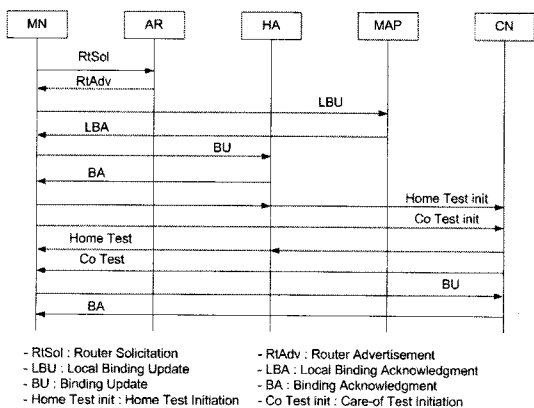 MN AR HA MAP CN
RtSol
RtAdv
LBU
LBA
BU
BA
Home Test init
Co Test init
Home Test
Co Test
BU
BA
- RtSol : Router Solicitation - RtAdv : Router Advertisement
- LBU : Local Binding Update - LBA : Local Binding Acknowledgment
- BU : Binding Update - BA : Binding Acknowledgment
- Home Test init : Home Test Initiation - Co Test init : Care-of Test Initiation